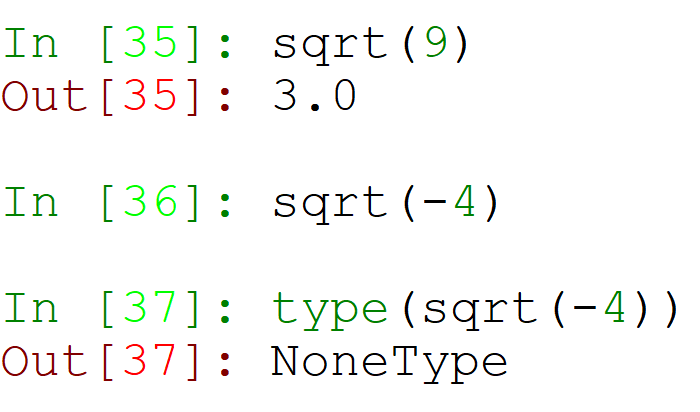 In [35]: sqrt(9)
Out[35]: 3.0
In [36]: sqrt(-4)
In [37]: type(sqrt(-4))
Out[37]: NoneType